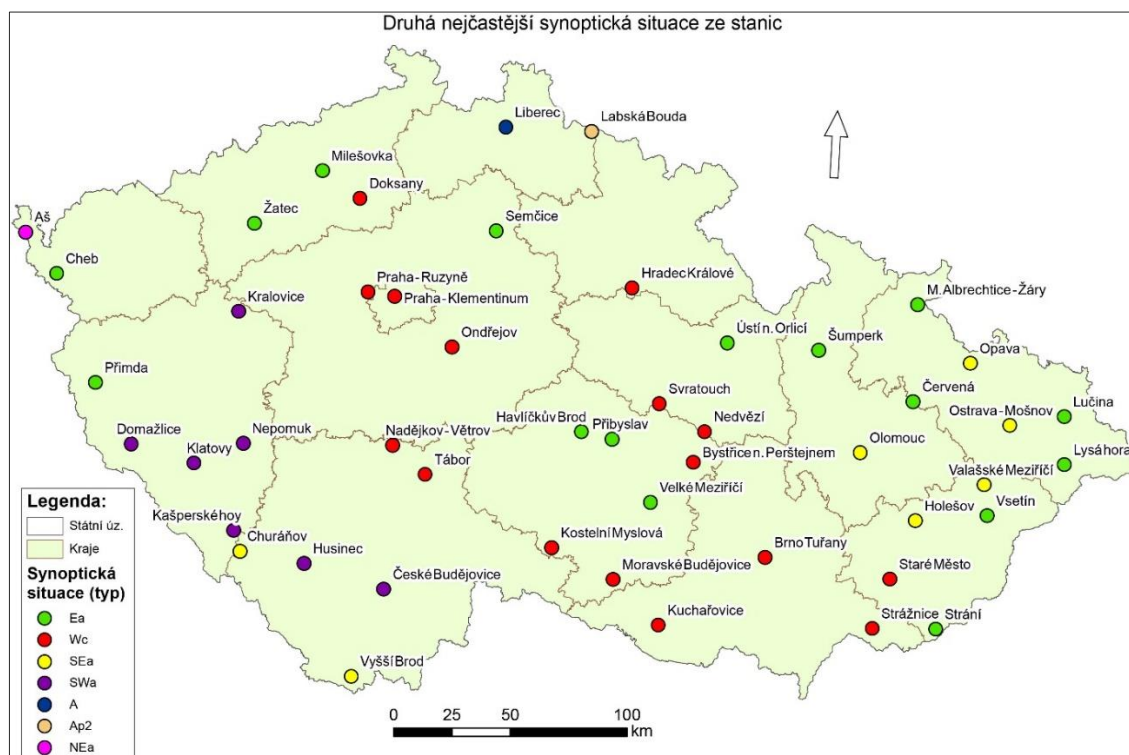 Druhá nejčastější synoptická situace ze stanic
Liberec
Labská Bouda
Milešovka
Doksany
Žatec
Semčice
Aš
Cheb
Praha-Ruzyně
Praha-Klementinum
Hradec Králové
Kralovice
M. Albrechtice-Žáry
Ondřejov
Ústí n. Orlicí
Šumperk
Opava
Přimda
Svratouch
Červená
Lučina
Ostrava-Mošnov
Havlíčkův Brod
Přibyslav
Nedvězí
Domažlice
Nepomuk
Nadějkov-Větrov
Klatovy
Tábor
Bystřice n. Perštejnem
Olomouc
Lysá hora
Valašské Meziříčí
Velké Meziříčí
Holešov
Vsetín
Kašperské hoy
Churáňov
Husinec
Kostelní Myslová
Brno Tuřany
České Budějovice
Moravské Budějovice
Staré Město
Kuchařovice
Strážnice
Strání
Vyšší Brod
Legenda:
Státní úz.
Kraje
Synoptická
situace (typ)
Ea
Wc
SEa
SWa
A
Ap2
NEa
0 25 50 100
km